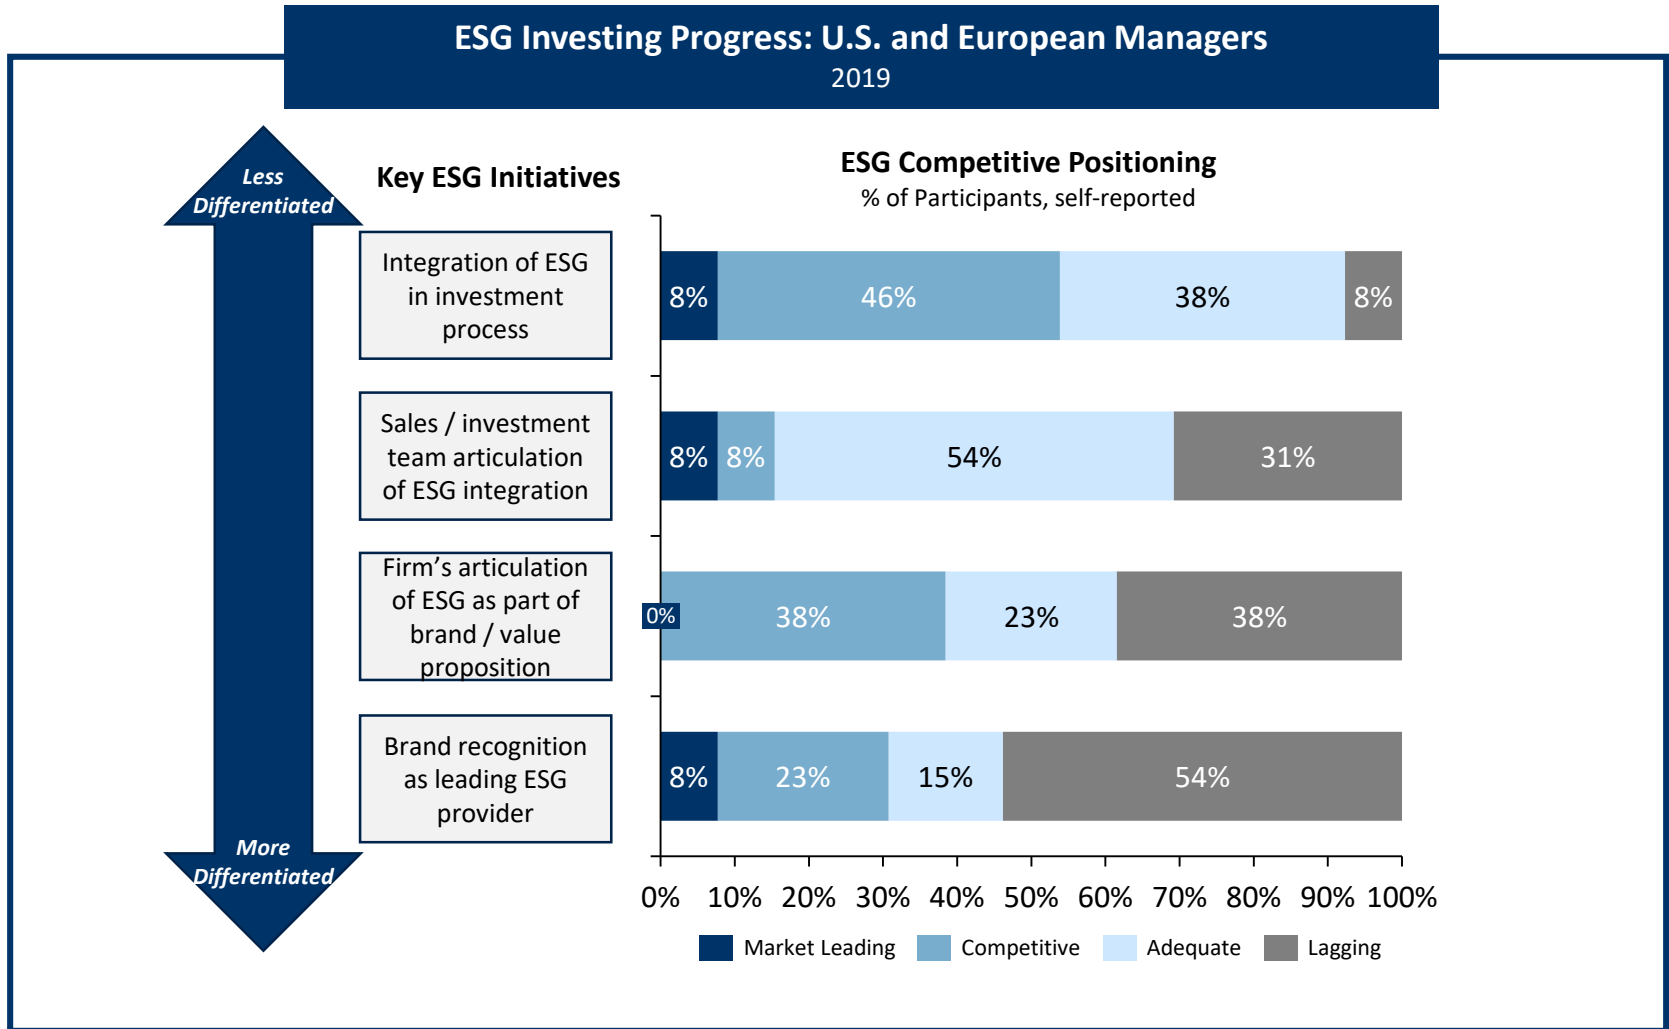 ESG Investing Progress: U.S. and European Managers
2019
Less
Differentiated
Key ESG Initiatives
ESG Competitive Positioning
% of Participants, self-reported
Integration of ESG
in investment
process
8% 46% 38% 8%
Sales / investment
team articulation
of ESG integration
8% 8% 54% 31%
Firm’s articulation
of ESG as part of
brand / value
proposition
0% 38% 23% 38%
Brand recognition
as leading ESG
provider
8% 23% 15% 54%
More
Differentiated
0% 10% 20% 30% 40% 50% 60% 70% 80% 90% 100%
Market Leading Competitive Adequate Lagging